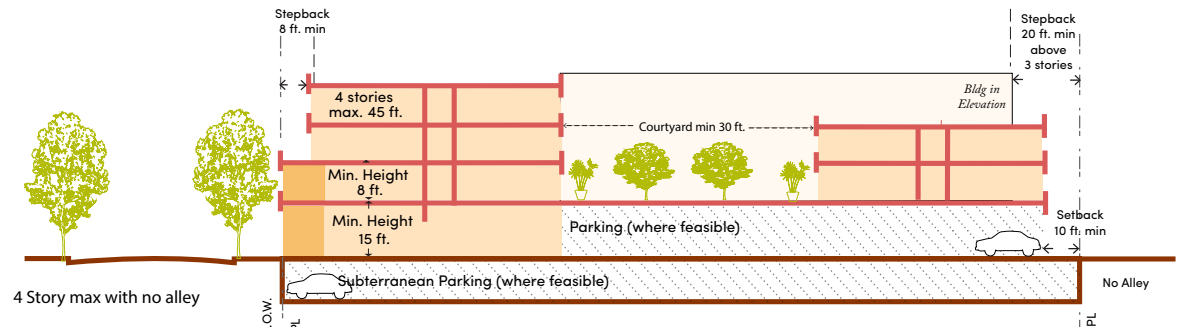 Stepback
8 ft. min
Stepback
20 ft. min
above
3 stories
4 stories
max. 45 ft.
Bldg in
Elevation
Courtyard min 30 ft.
Min. Height
8 ft.
Min. Height
15 ft.
Parking (where feasible)
Setback
10 ft. min
Subterranean Parking (where feasible)
No Alley
4 Story max with no alley
.O.W.
PL
PL